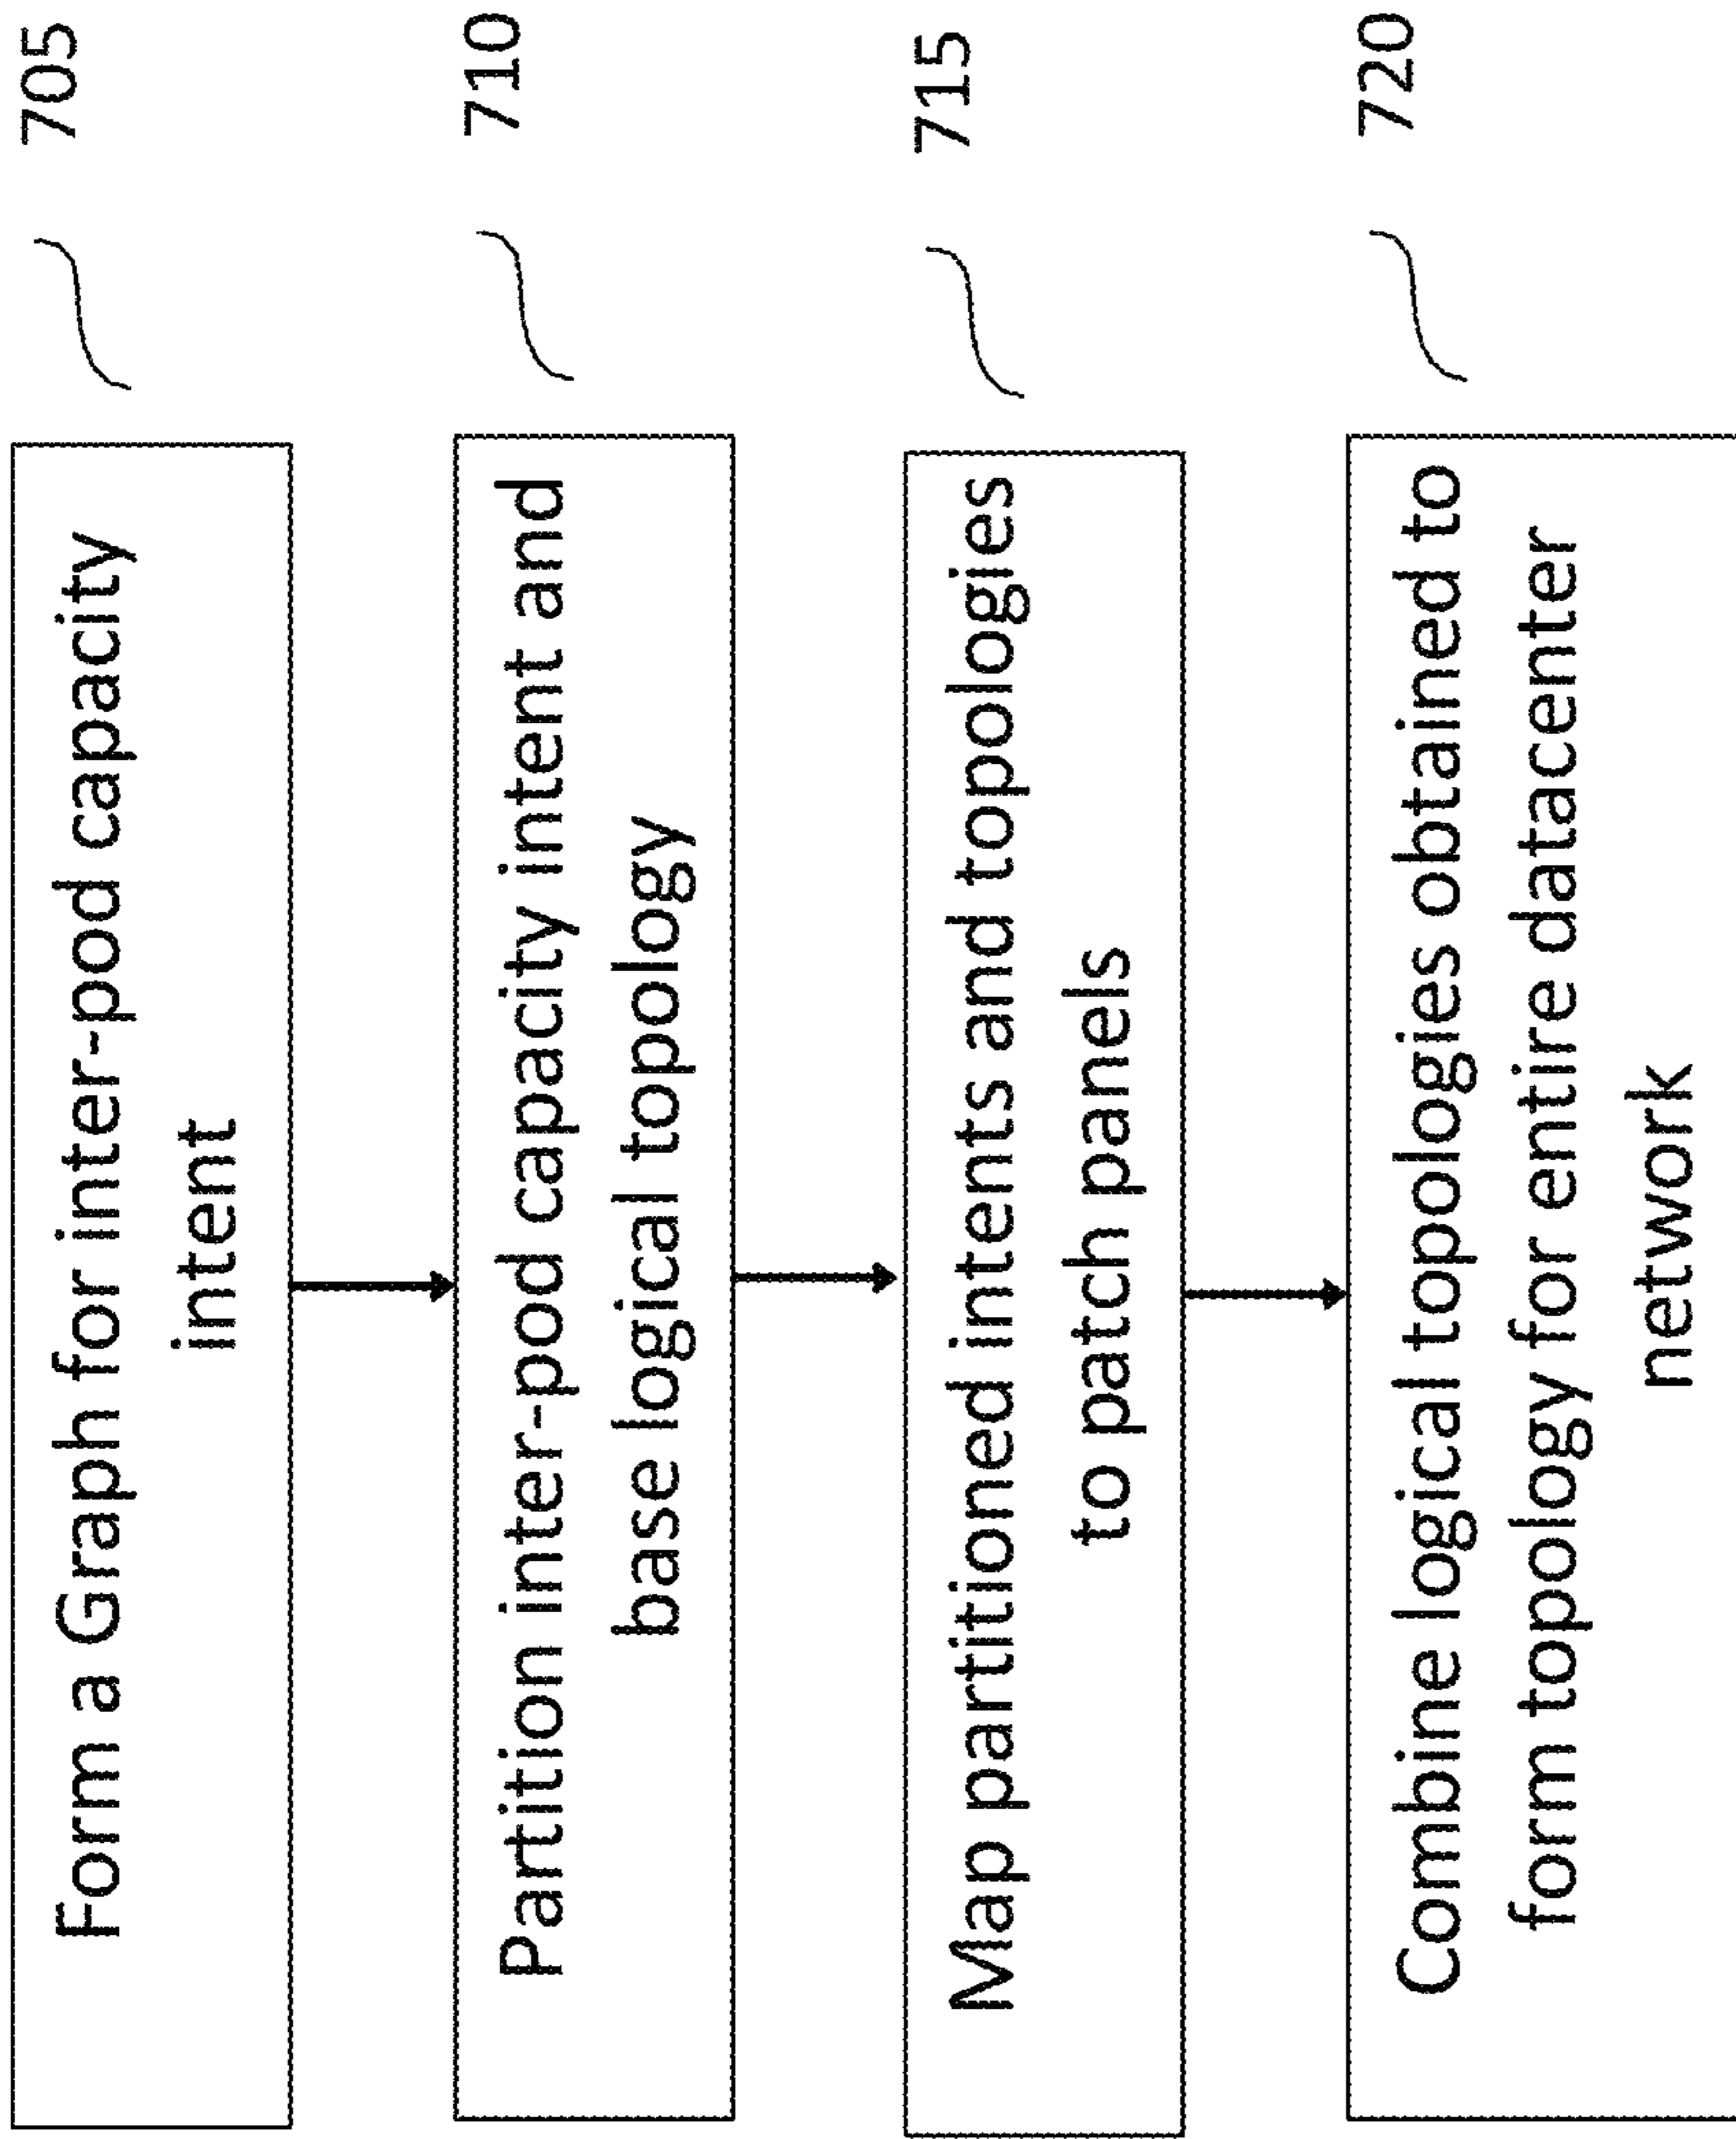 Form a Graph for inter-pod capacity
intent
705
Partition inter-pod capacity intent and
base logical topology
710
Map partitioned intents and topologies
to patch panels
715
Combine logical topologies obtained to
form topology for entire datacenter
network
720